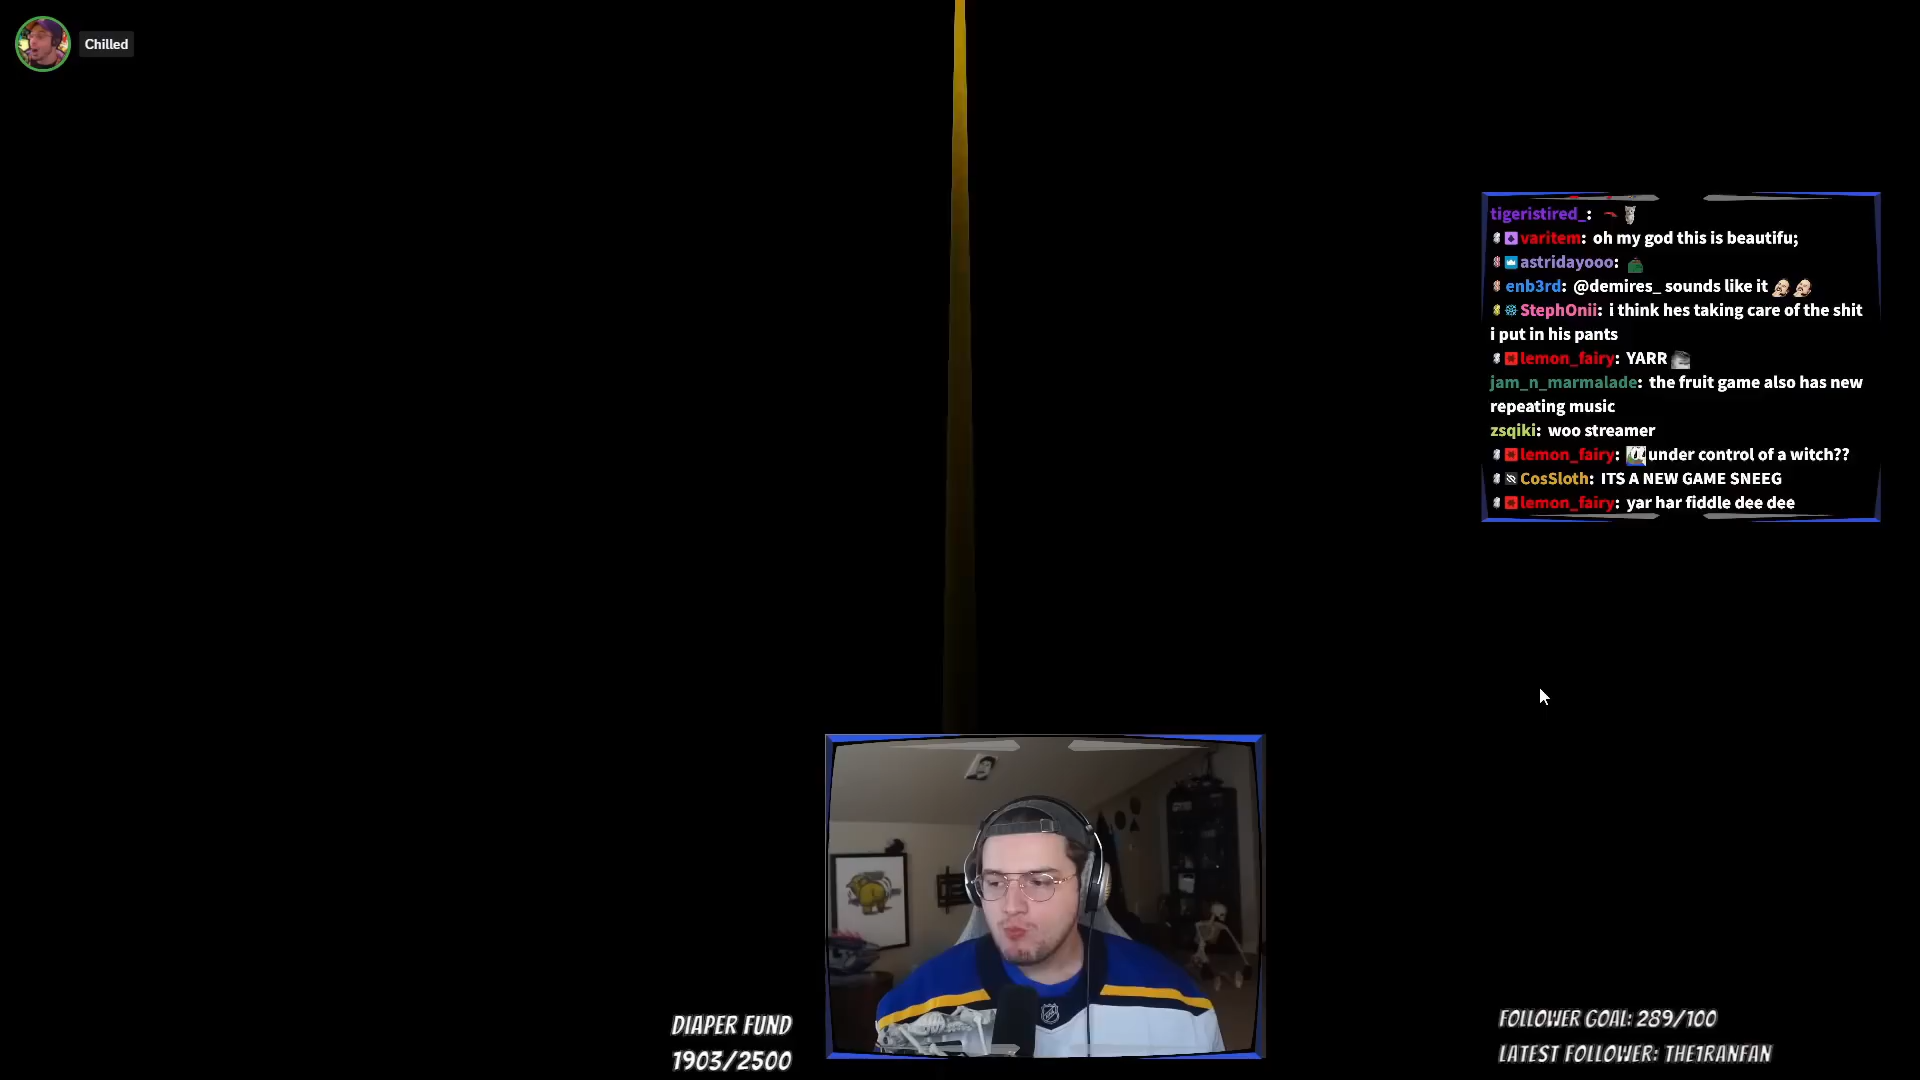 Chilled
tigeristired_:
varitem: oh my god this is beautifu;
astridayooo:
enb3rd: @demires_ sounds like it
StephOnii: i think hes taking care of the shit
i put in his pants
lemon_fairy: YARR
jam_n_marmalade: the fruit game also has new
repeating music
zsqiki: woo streamer
lemon_fairy: under control of a witch??
CosSloth: ITS A NEW GAME SNEEG
lemon_fairy: yar har fiddle dee dee
DIAPER FUND
1903/2500
FOLLOWER GOAL: 289/100
LATEST FOLLOWER: THE1RANFAN